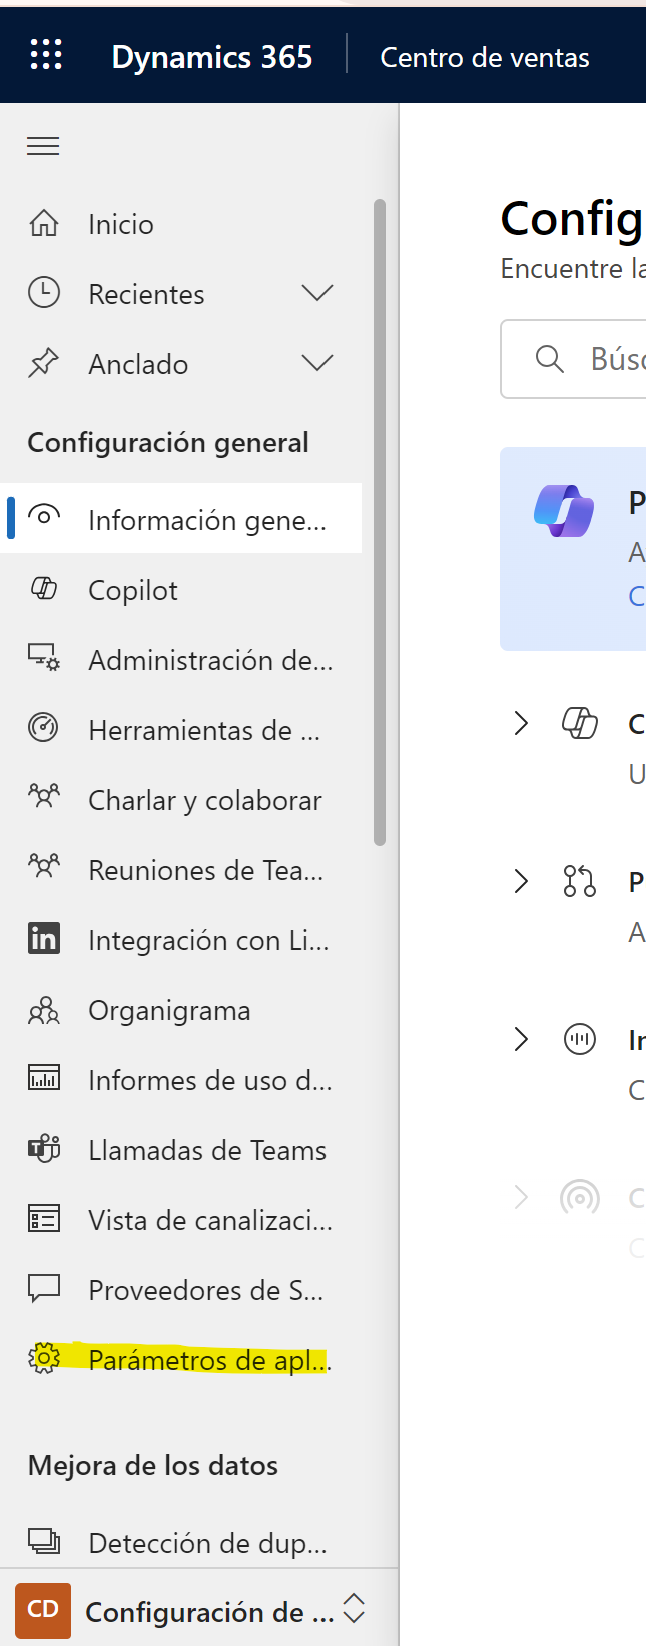 Dynamics 365
Centro de ventas
Inicio
Recientes
Anclado
Configuración general
Información gene...
Copilot
Administración de...
Herramientas de ...
Charlar y colaborar
Reuniones de Tea...
Integración con Li...
Organigrama
Informes de uso d...
Llamadas de Teams
Vista de canalizaci...
Proveedores de S...
Parámetros de apl...
Mejora de los datos
Detección de dup...
CD
Configuración de ...
Config
Encuentre la
Búsc
P
A
C
C
U
P
A
In
C
C
C